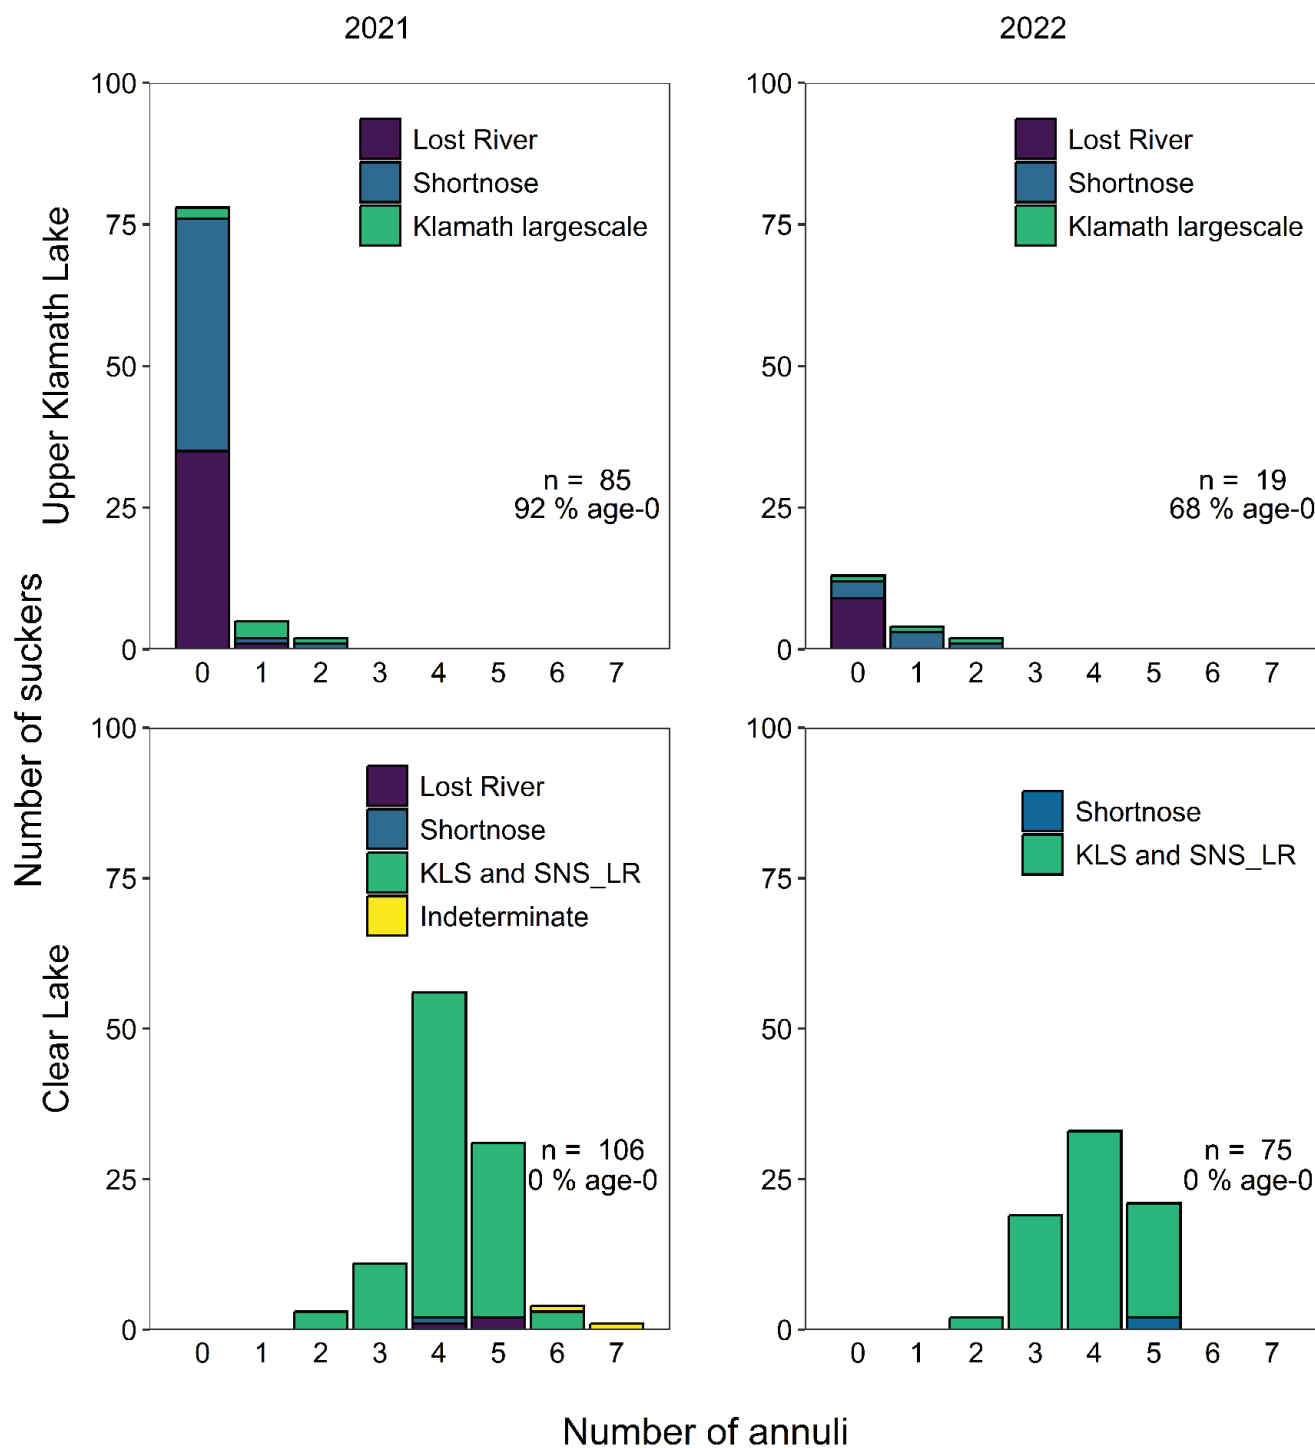 2021
2022
Number of suckers
Upper Klamath Lake
100
75
50
25
0
Lost River
Shortnose
Klamath largescale
n = 85
92 % age-0
0 1 2 3 4 5 6 7
100
75
50
25
0
Lost River
Shortnose
Klamath largescale
n = 19
68 % age-0
0 1 2 3 4 5 6 7
Clear Lake
100
75
50
25
0
Lost River
Shortnose
KLS and SNS_LR
Indeterminate
n = 106
0 % age-0
0 1 2 3 4 5 6 7
100
75
50
25
0
Shortnose
KLS and SNS_LR
n = 75
0 % age-0
0 1 2 3 4 5 6 7
Number of annuli